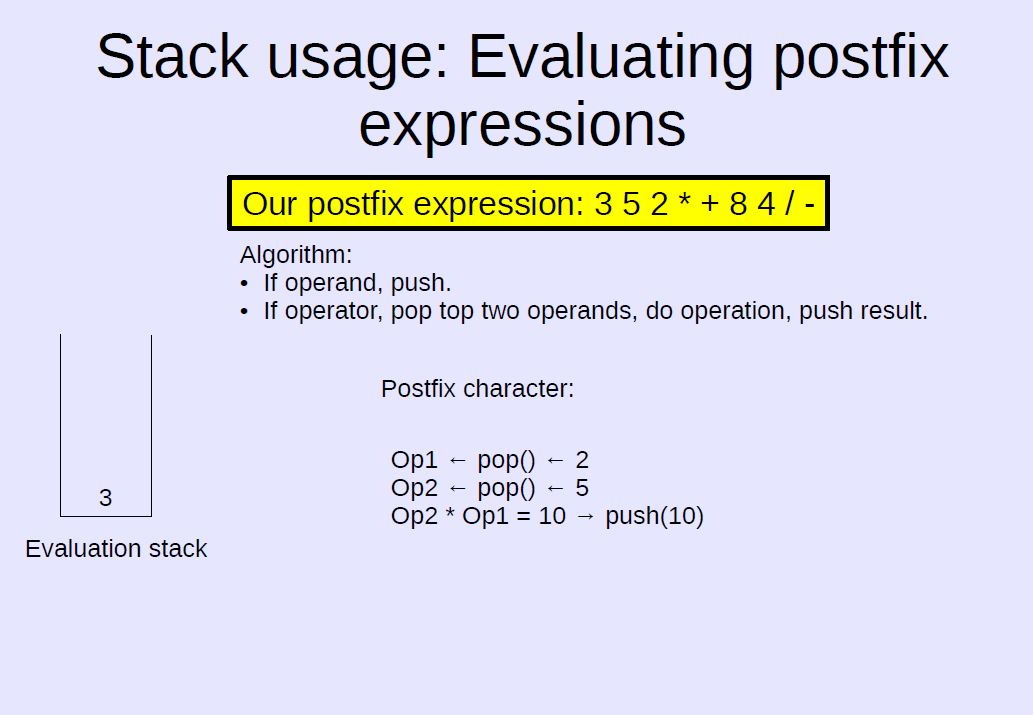 Stack usage: Evaluating postfix
expressions
Our postfix expression: 3 5 2 * + 8 4 / -
Algorithm:
• If operand, push.
• If operator, pop top two operands, do operation, push result.
Postfix character:
Op1 ← pop() ← 2
Op2 ← pop() ← 5
3
Op2 * Op1 = 10 → push(10)
Evaluation stack